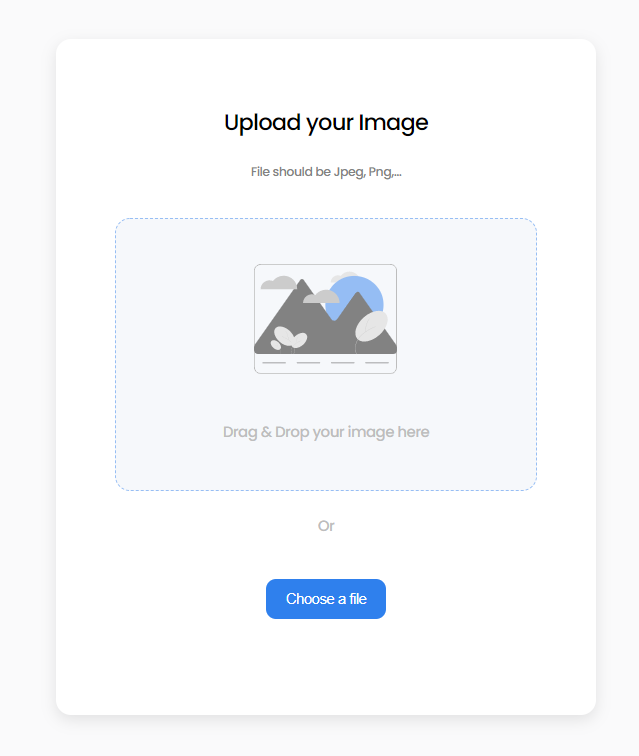 Upload your Image
File should be Jpeg, Png,...
Drag & Drop your image here
Or
Choose a file